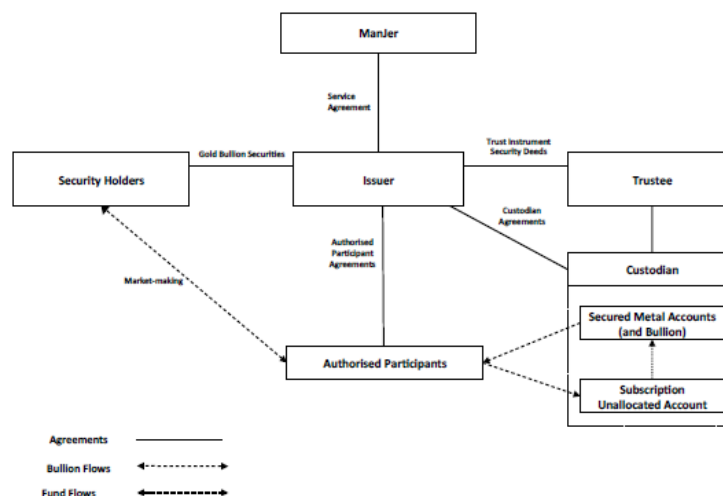 ManJer
Service
Agreement
Gold Bullion Securities
Trust Instrument
Security Deeds
Security Holders
Issuer
Trustee
Custodian
Agreements
Authorised
Participant
Agreements
Custodian
Market-making
Secured Metal Accounts
(and Bullion)
Authorised Participants
Subscription
Unallocated Account
Agreements
Bullion Flows
Fund Flows